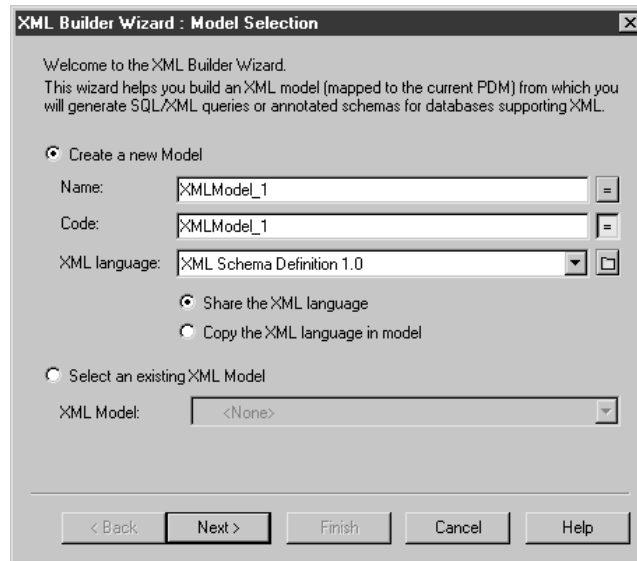 XML Builder Wizard : Model Selection
Welcome to the XML Builder Wizard.
This wizard helps you build an XML model (mapped to the current PDM) from which you
will generate SQL/XML queries or annotated schemas for databases supporting XML.
Create a new Model
Name: XMLModel_1 =
Code: XMLModel_1 =
XML language: XML Schema Definition 1.0
Share the XML language
Copy the XML language in model
Select an existing XML Model
XML Model: <None>
< Back Next > Finish Cancel Help